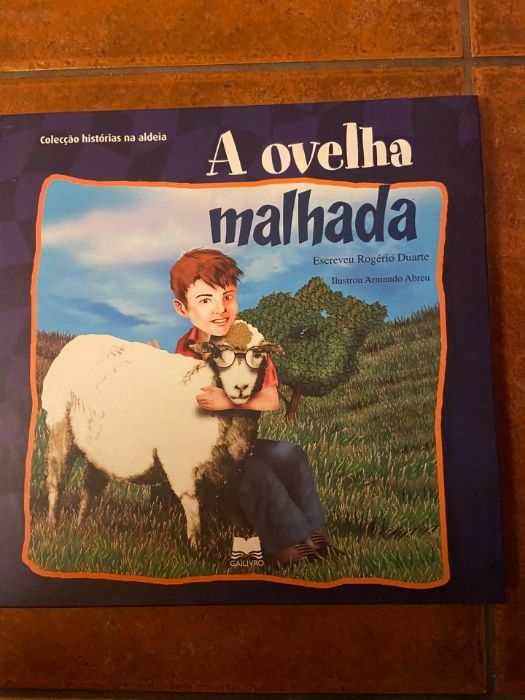 Colecção histórias na aldeia
A ovelha
malhada
Escreveu Rogério Duarte
Ilustrou Armando Abreu
GAILIVRO